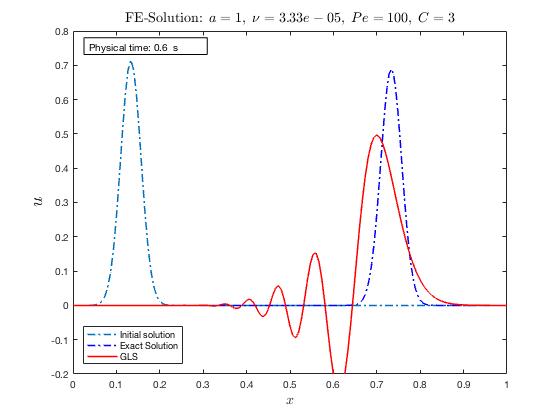 FE-Solution: a = 1, ν = 3.33e − 05, Pe = 100, C = 3
Physical time: 0.6 s
0.8
0.7
0.6
0.5
0.4
0.3
0.2
0.1
0
-0.1
-0.2
u
Initial solution
Exact Solution
GLS
0 0.1 0.2 0.3 0.4 0.5 0.6 0.7 0.8 0.9 1
x